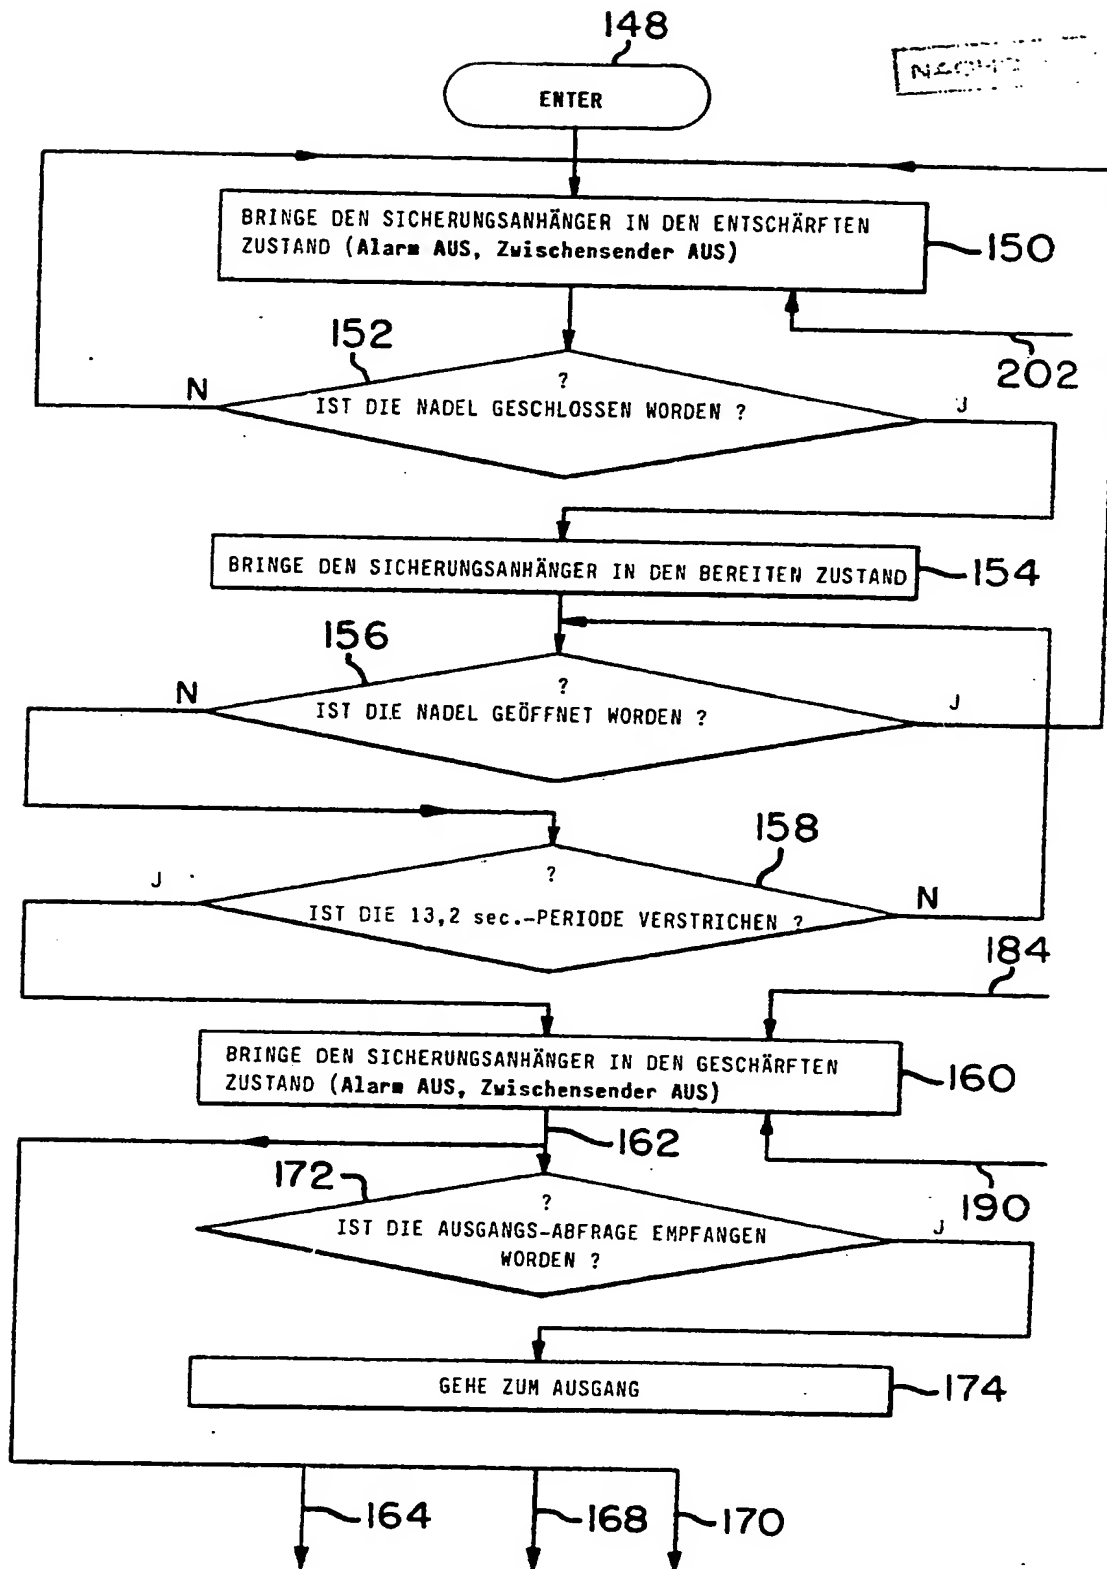 148
ENTER
BRINGE DEN SICHERUNGSANHÄNGER IN DEN ENTSCHÄRFTEN
ZUSTAND (Alarm AUS, Zwischensender AUS)
150
202
152
?
N
IST DIE NADEL GESCHLOSSEN WORDEN ?
J
BRINGE DEN SICHERUNGSANHÄNGER IN DEN BEREITEN ZUSTAND
154
156
?
N
IST DIE NADEL GEÖFFNET WORDEN ?
J
158
?
J
IST DIE 13,2 sec.-PERIODE VERSTRICHEN ?
N
184
BRINGE DEN SICHERUNGSANHÄNGER IN DEN GESCHÄRFTEN
ZUSTAND (Alarm AUS, Zwischensender AUS)
160
162
190
172
?
IST DIE AUSGANGS-ABFRAGE EMPFANGEN
WORDEN ?
J
GEHE ZUM AUSGANG
174
164
168
170